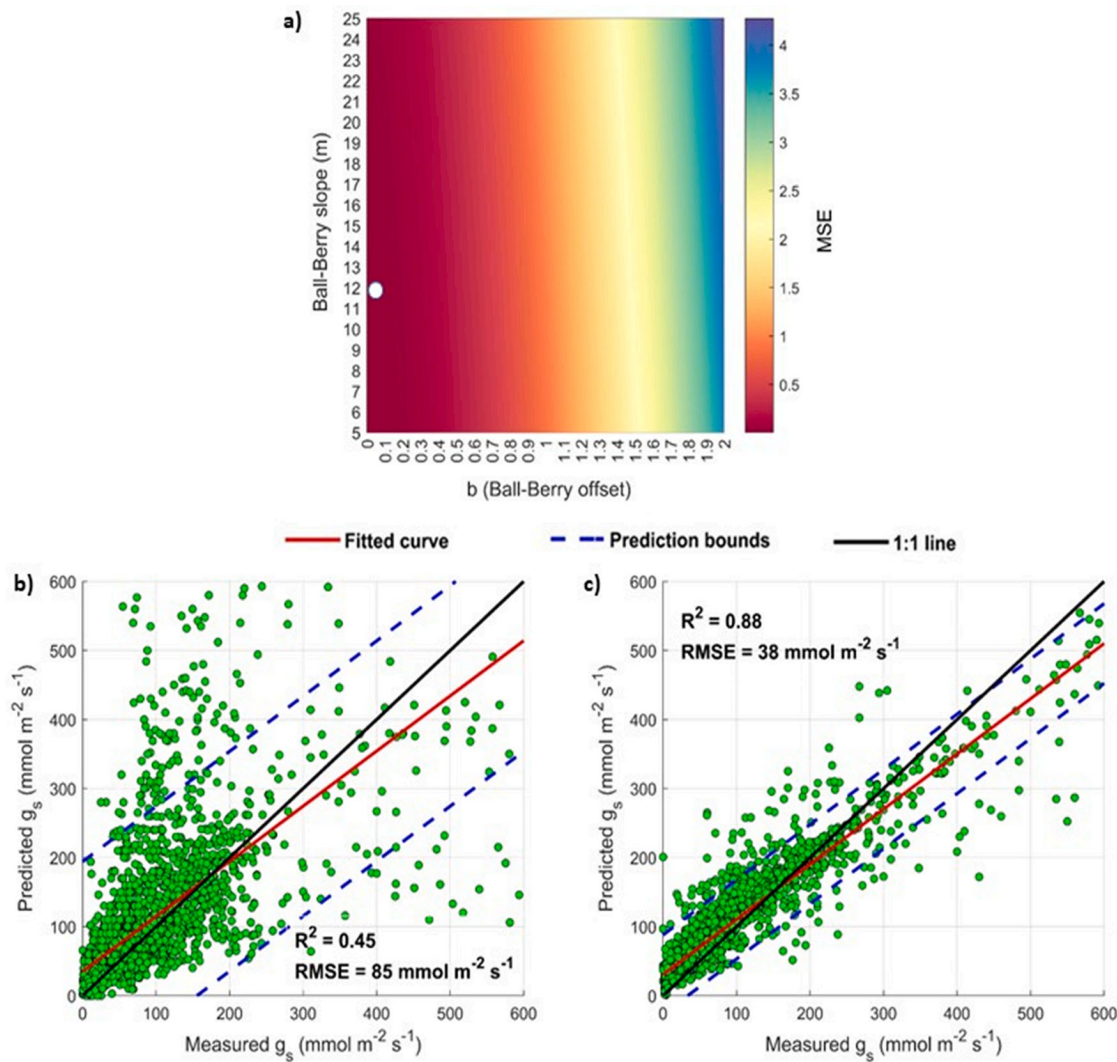 a)
25
24
23
22
21
20
19
18
17
16
15
14
13
12
11
10
9
8
7
6
5
Ball-Berry slope (m)
0 0.1 0.2 0.3 0.4 0.5 0.6 0.7 0.8 0.9 1 1.1 1.2 1.3 1.4 1.5 1.6 1.7 1.8 1.9 2
b (Ball-Berry offset)
4
3.5
3
2.5
2
1.5
1
0.5
MSE
Fitted curve Prediction bounds 1:1 line
b)
600
500
400
300
200
100
0
Predicted gs (mmol m-2 s-1)
R2 = 0.45
RMSE = 85 mmol m-2 s-1
0 100 200 300 400 500 600
Measured gs (mmol m-2 s-1)
c)
600
500
400
300
200
100
0
Predicted gs (mmol m-2 s-1)
R2 = 0.88
RMSE = 38 mmol m-2 s-1
0 100 200 300 400 500 600
Measured gs (mmol m-2 s-1)